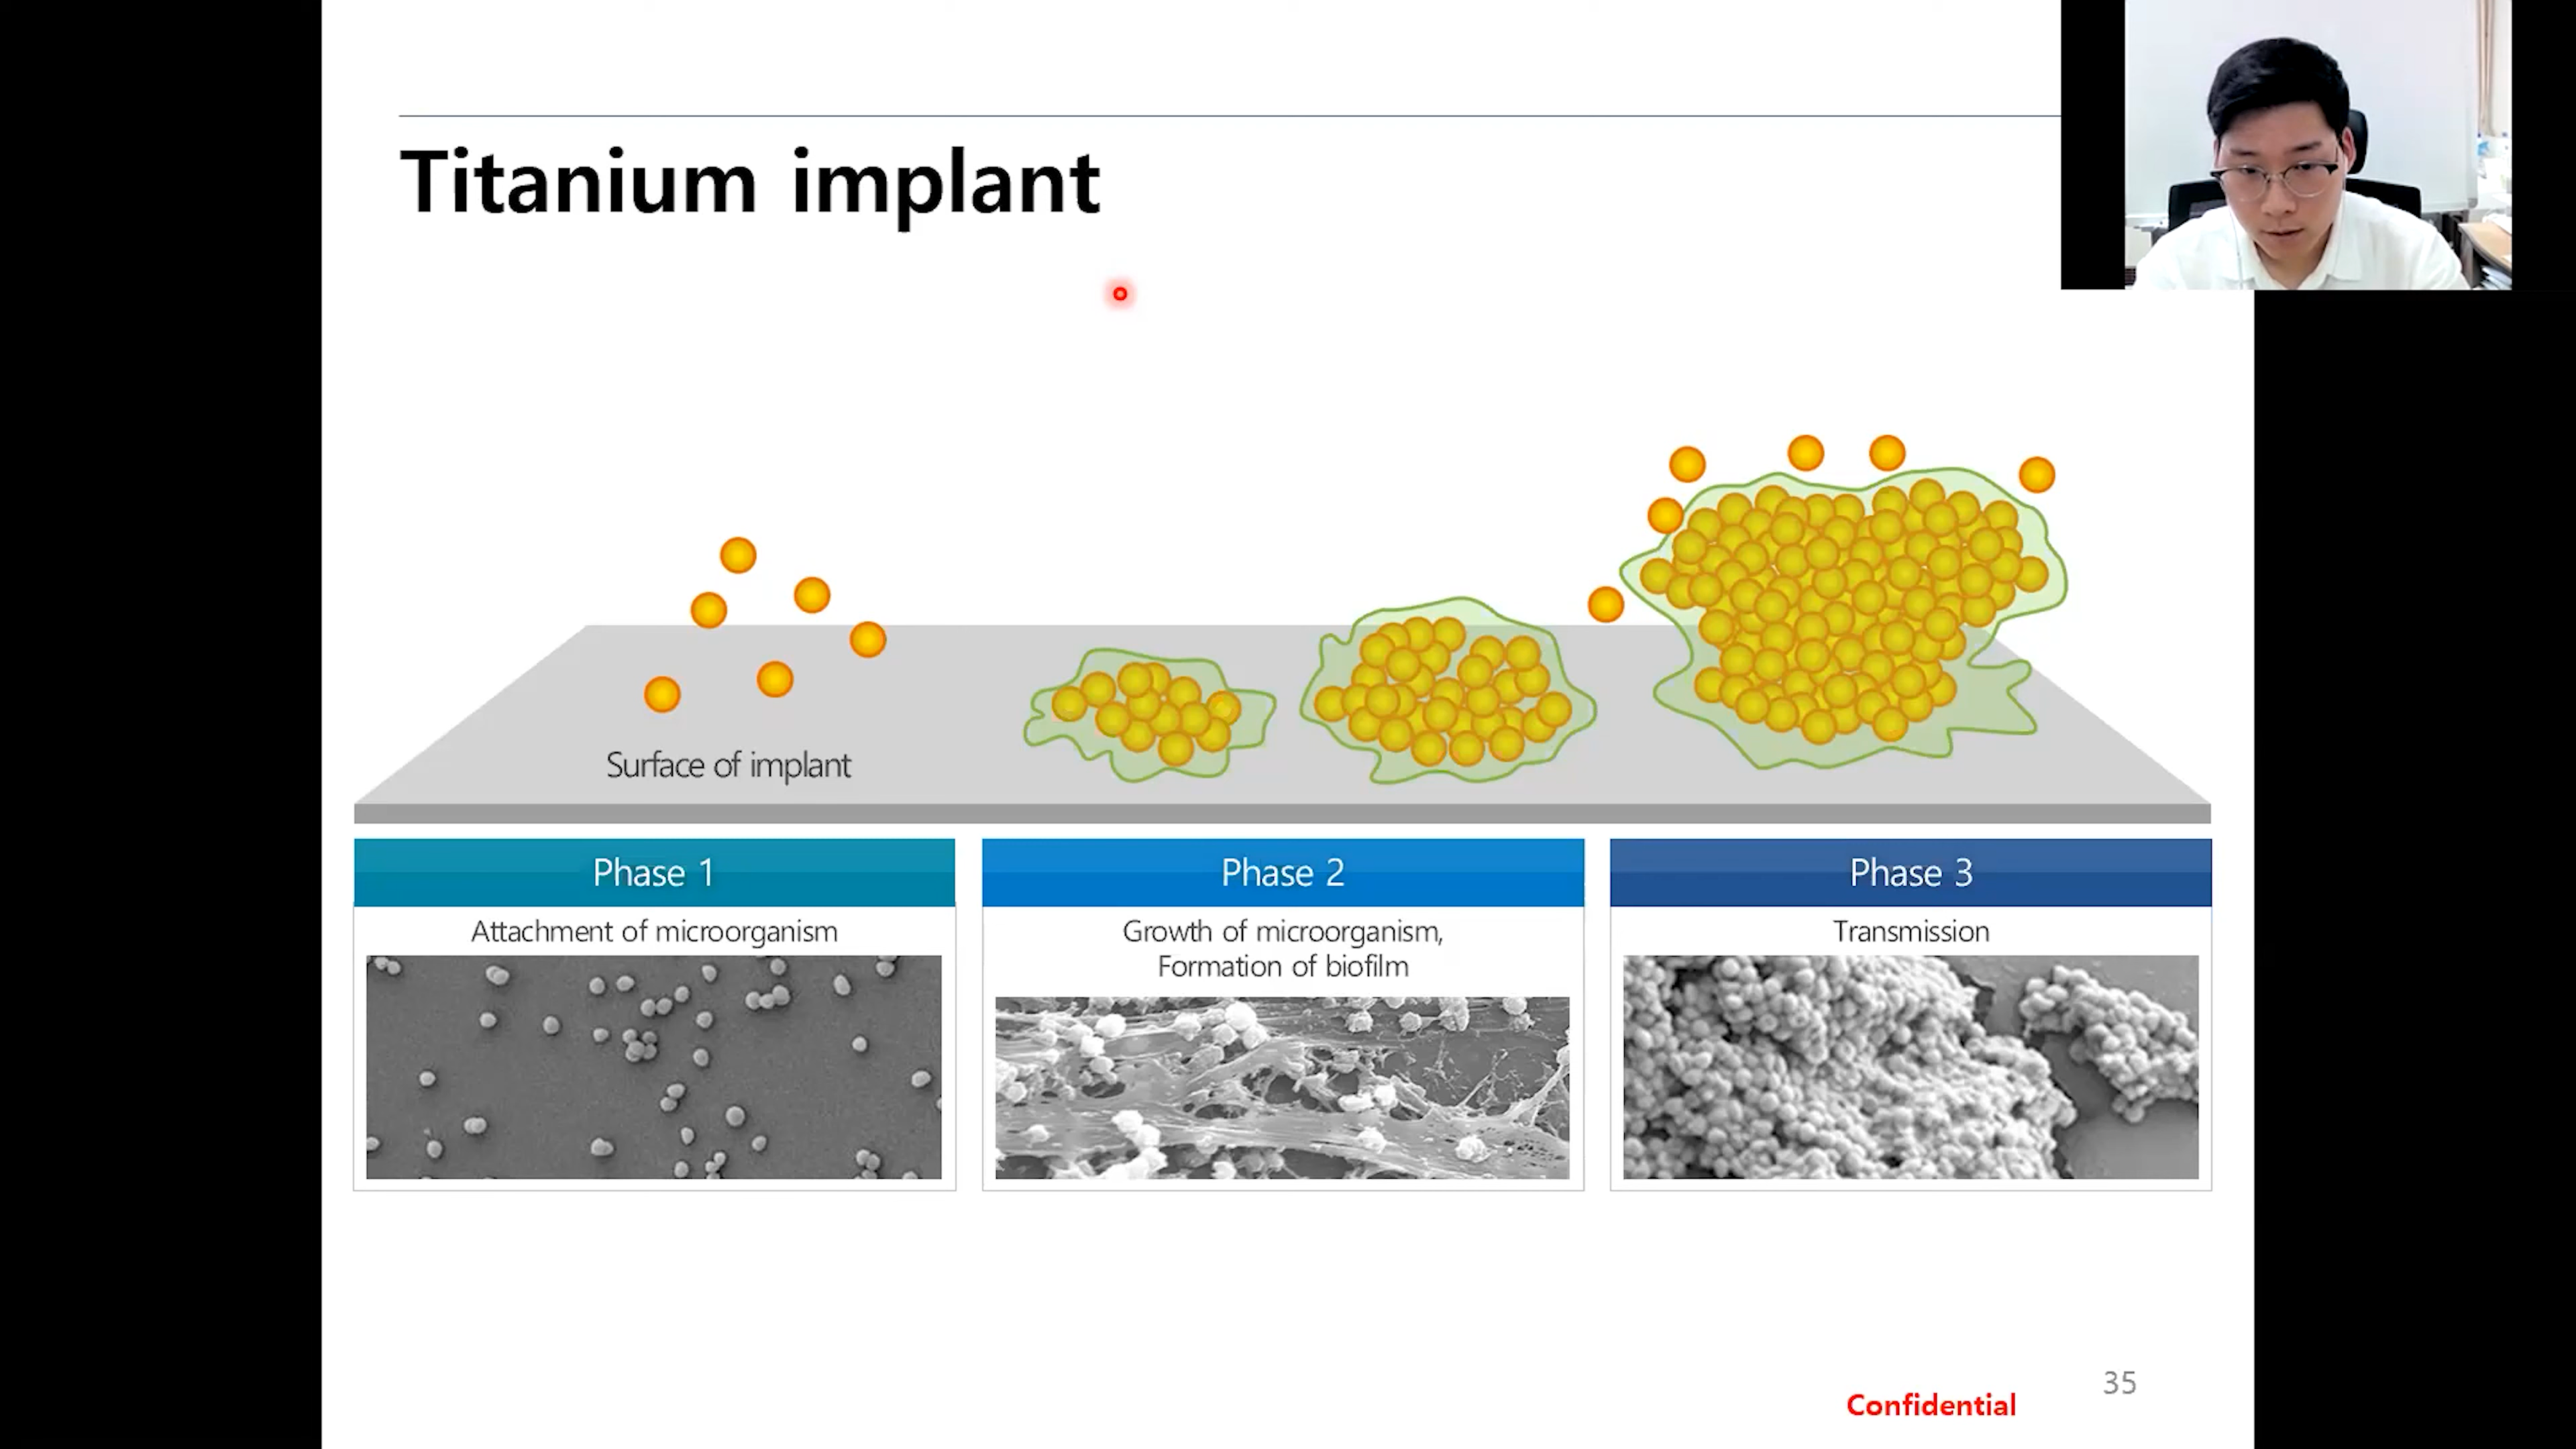 Titanium implant
Surface of implant
Phase 1
Attachment of microorganism
Phase 2
Growth of microorganism,
Formation of biofilm
Phase 3
Transmission
35
Confidential